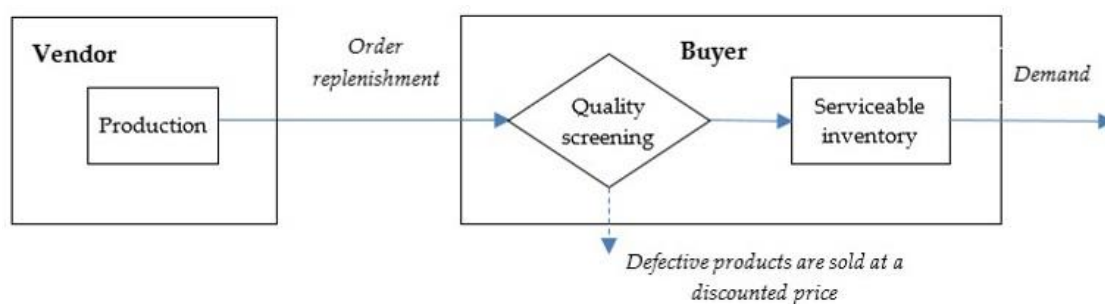 Vendor
Production
Order
replenishment
Buyer
Quality
screening
Serviceable
inventory
Demand
Defective products are sold at a
discounted price